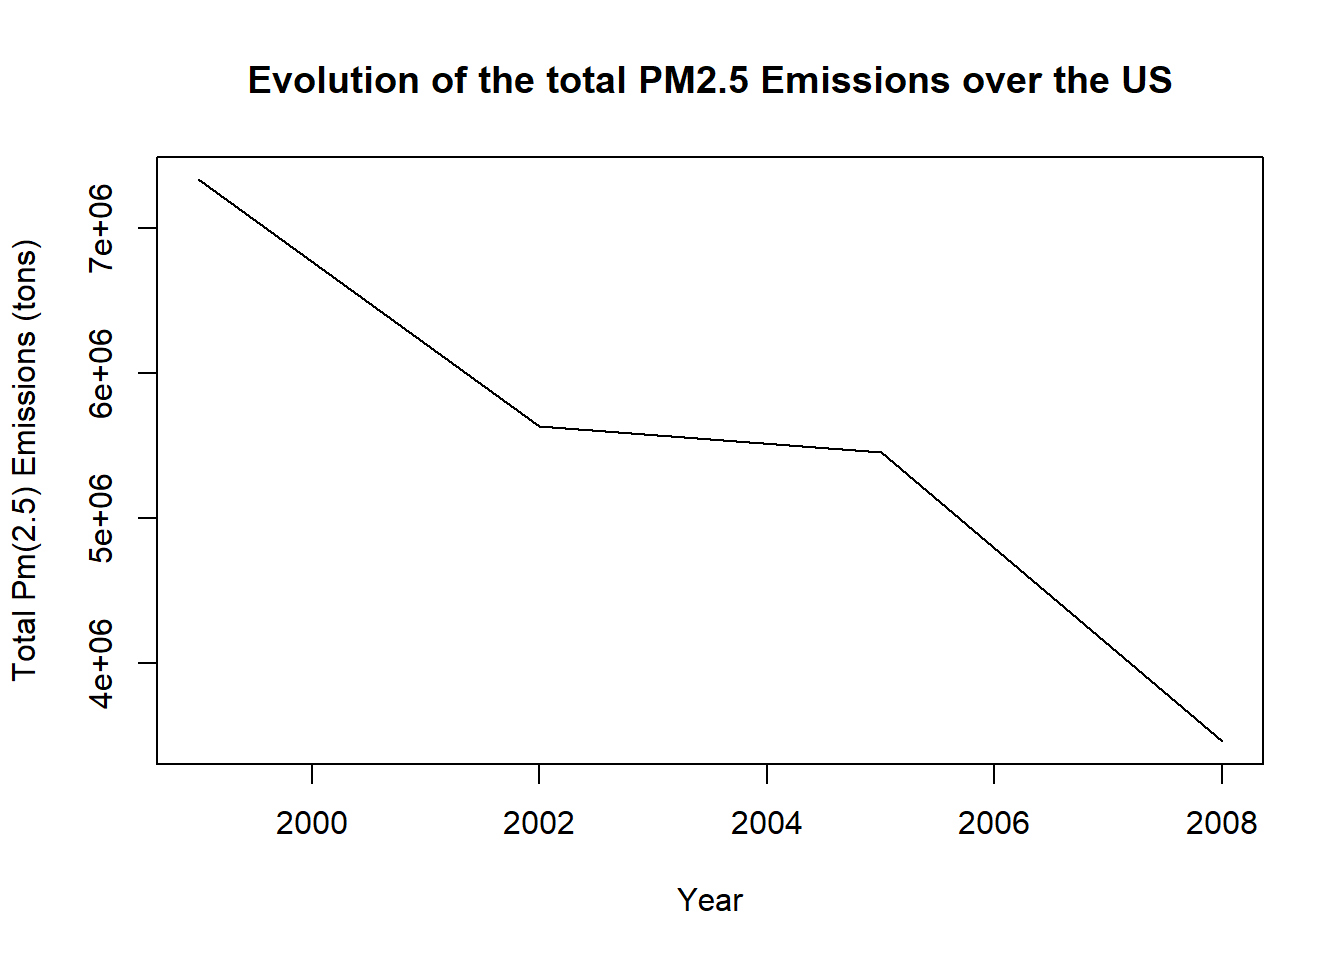 Evolution of the total PM2.5 Emissions over the US
Total Pm(2.5) Emissions (tons)
7e+06
6e+06
5e+06
4e+06
2000 2002 2004 2006 2008
Year